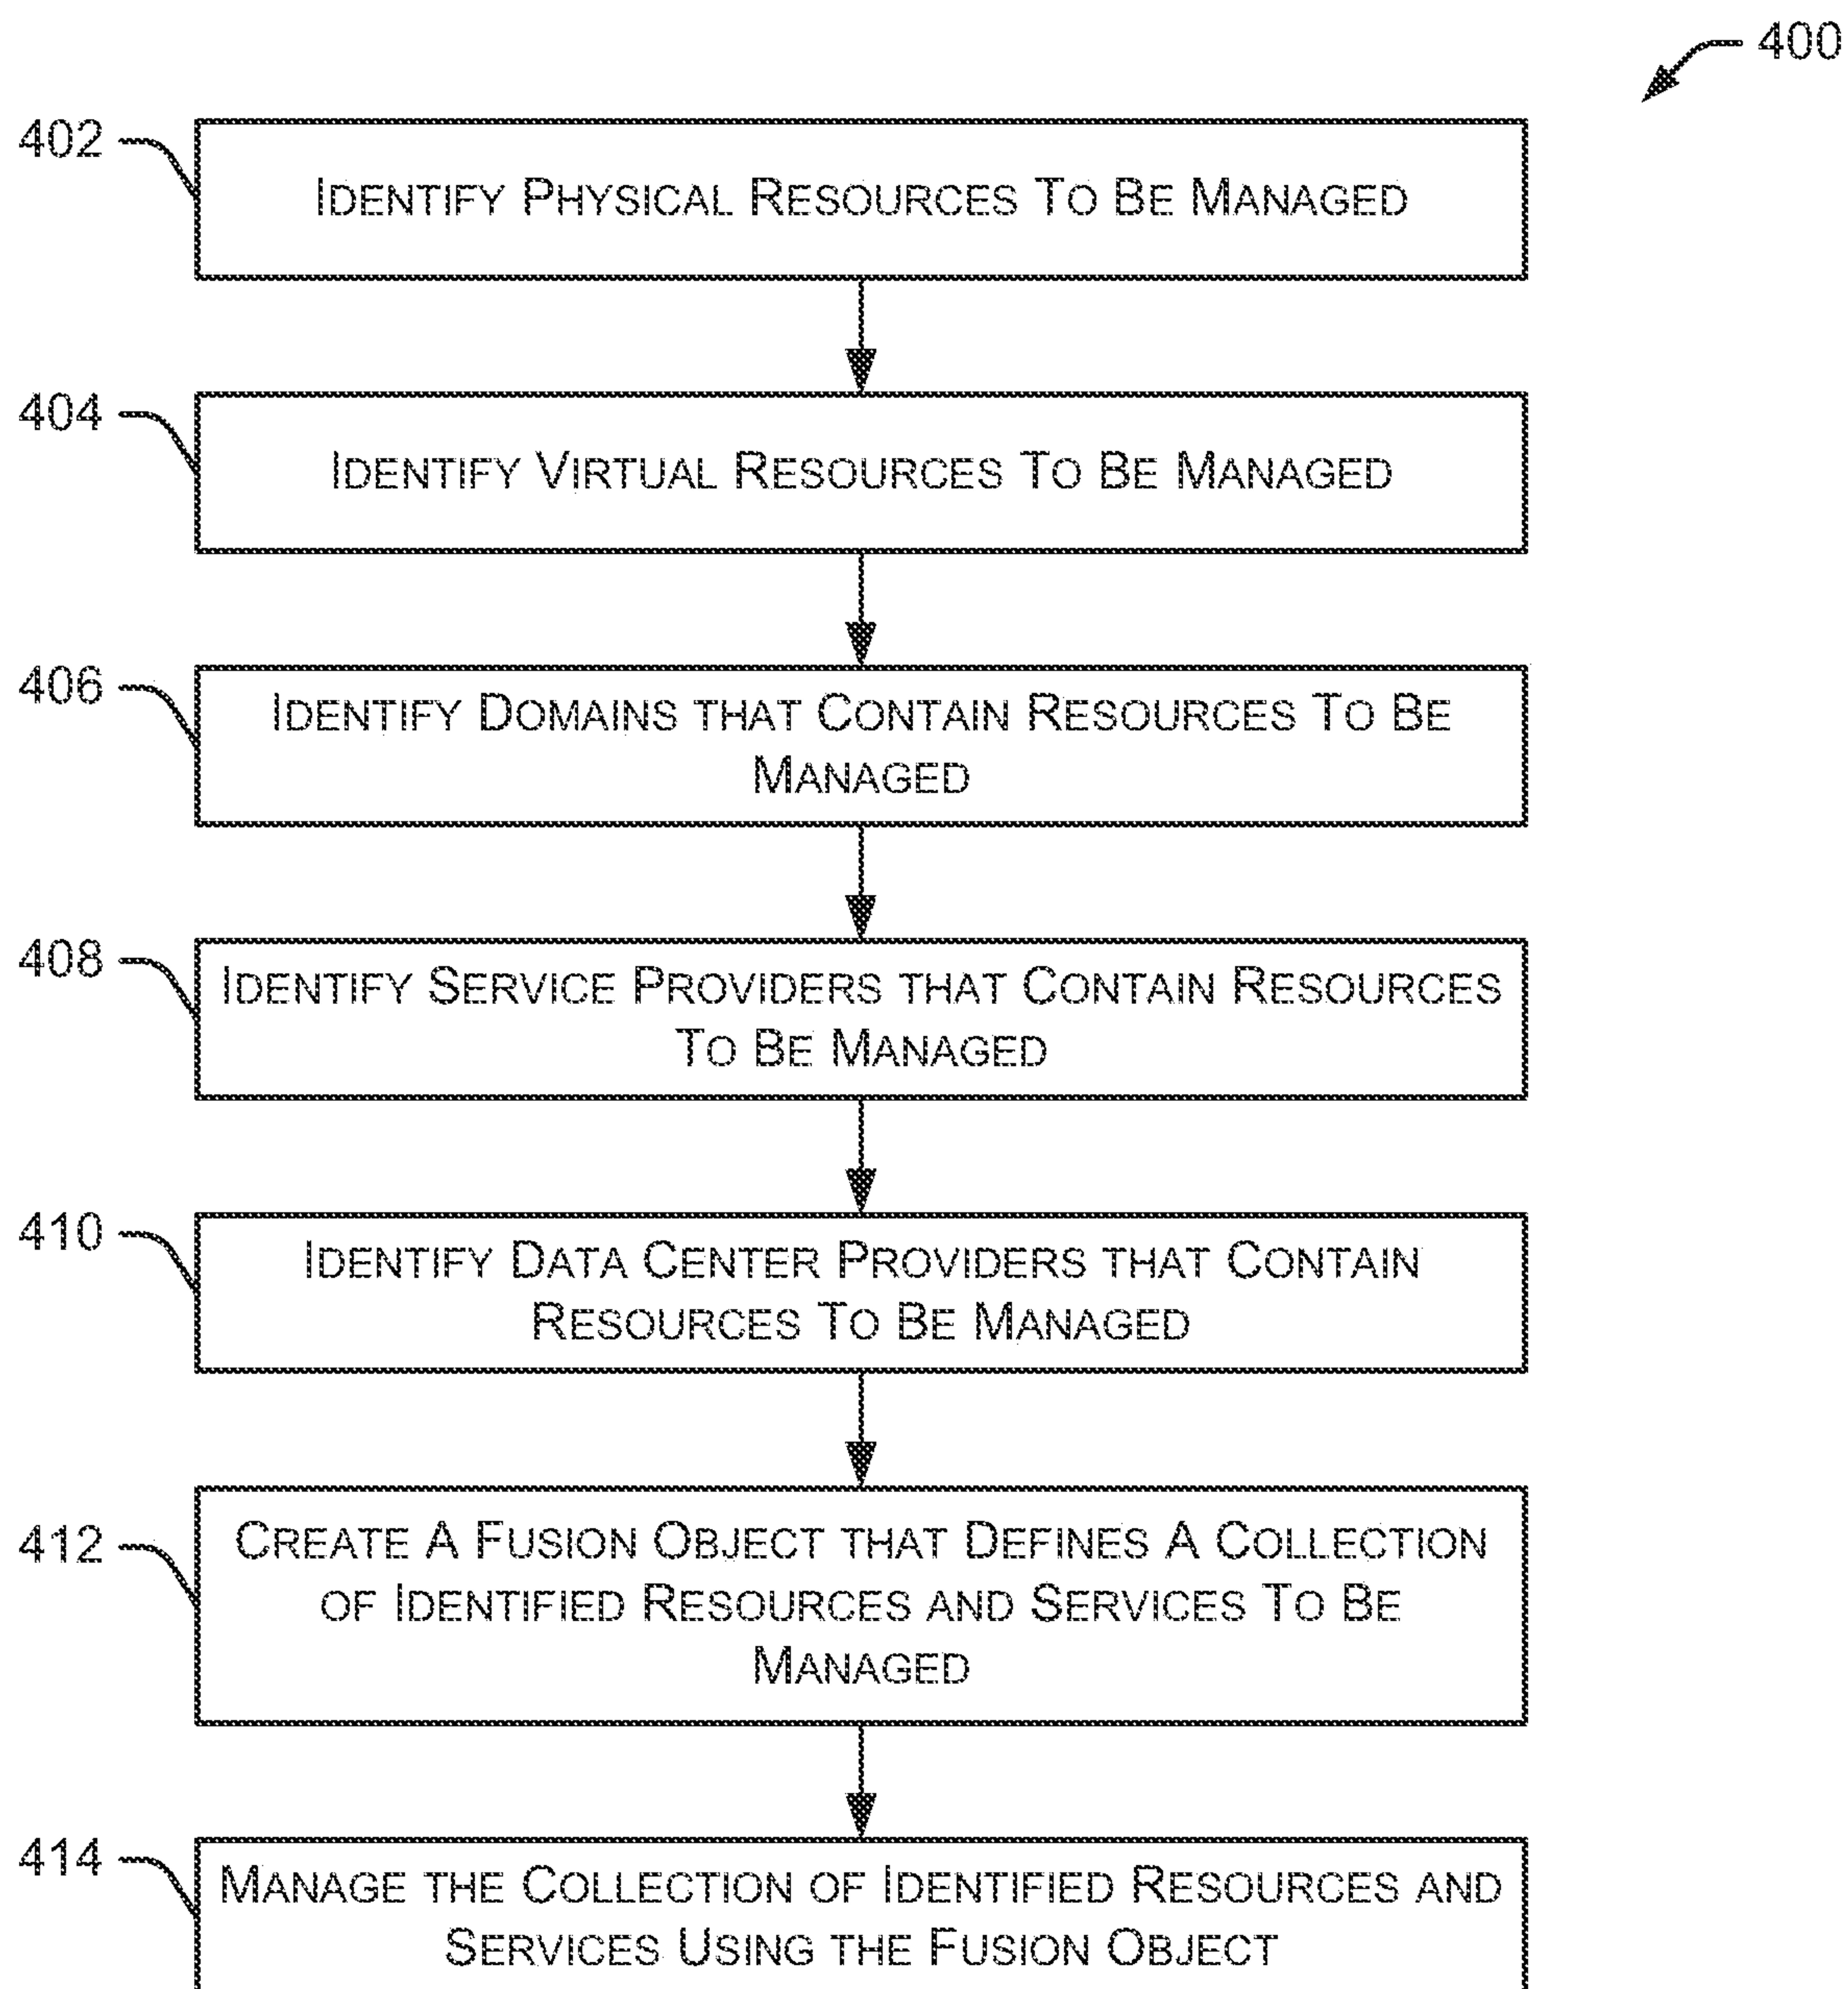 400
402
IDENTIFY PHYSICAL RESOURCES TO BE MANAGED
404
IDENTIFY VIRTUAL RESOURCES TO BE MANAGED
406
IDENTIFY DOMAINS THAT CONTAIN RESOURCES TO BE
MANAGED
408
IDENTIFY SERVICE PROVIDERS THAT CONTAIN RESOURCES
TO BE MANAGED
410
IDENTIFY DATA CENTER PROVIDERS THAT CONTAIN
RESOURCES TO BE MANAGED
412
CREATE A FUSION OBJECT THAT DEFINES A COLLECTION
OF IDENTIFIED RESOURCES AND SERVICES TO BE
MANAGED
414
MANAGE THE COLLECTION OF IDENTIFIED RESOURCES AND
SERVICES USING THE FUSION OBJECT